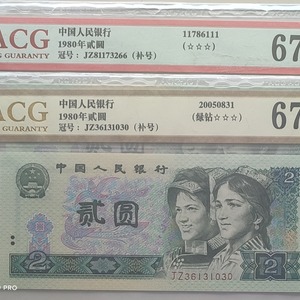 ACG
GUARANTY
中国人民银行
1980年贰圆
冠号：JZ81173266（补号）
11786111
(☆☆☆)
67
ACG
GUARANTY
中国人民银行
1980年贰圆
冠号：JZ36131030（补号）
20050831
(绿钻☆☆☆)
67
中国人民银行
贰圆
2
JZ36131030
2
PRO